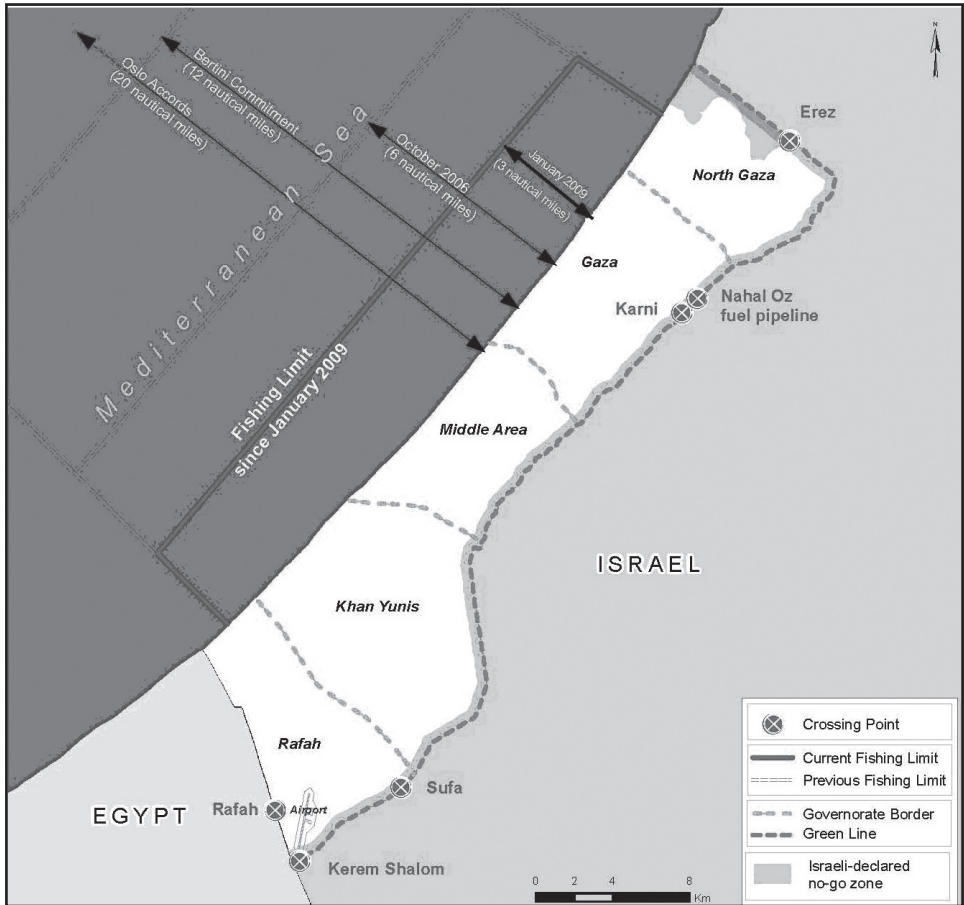 N
Oslo Accords
(20 nautical miles)
Bertini Commitment
(12 nautical miles)
October 2006
(6 nautical miles)
January 2009
(3 nautical miles)
Mediterranean Sea
Fishing Limit
since January 2009
Erez
North Gaza
Gaza
Karni
Nahal Oz
fuel pipeline
Middle Area
ISRAEL
Khan Yunis
Rafah
Sufa
EGYPT
Rafah
Airport
Kerem Shalom
0 2 4 8
Km
Crossing Point
Current Fishing Limit
Previous Fishing Limit
Governorate Border
Green Line
Israeli-declared
no-go zone